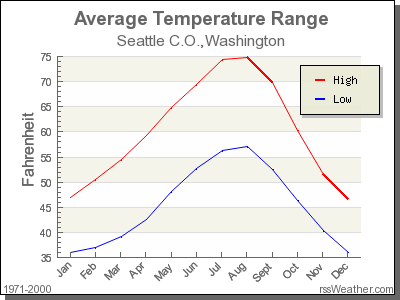 Average Temperature Range
Seattle C.O.,Washington
High
Low
Fahrenheit
75
70
65
60
55
50
45
40
35
Jan Feb Mar Apr May Jun Jul Aug Sept Oct Nov Dec
1971-2000
rssWeather.com